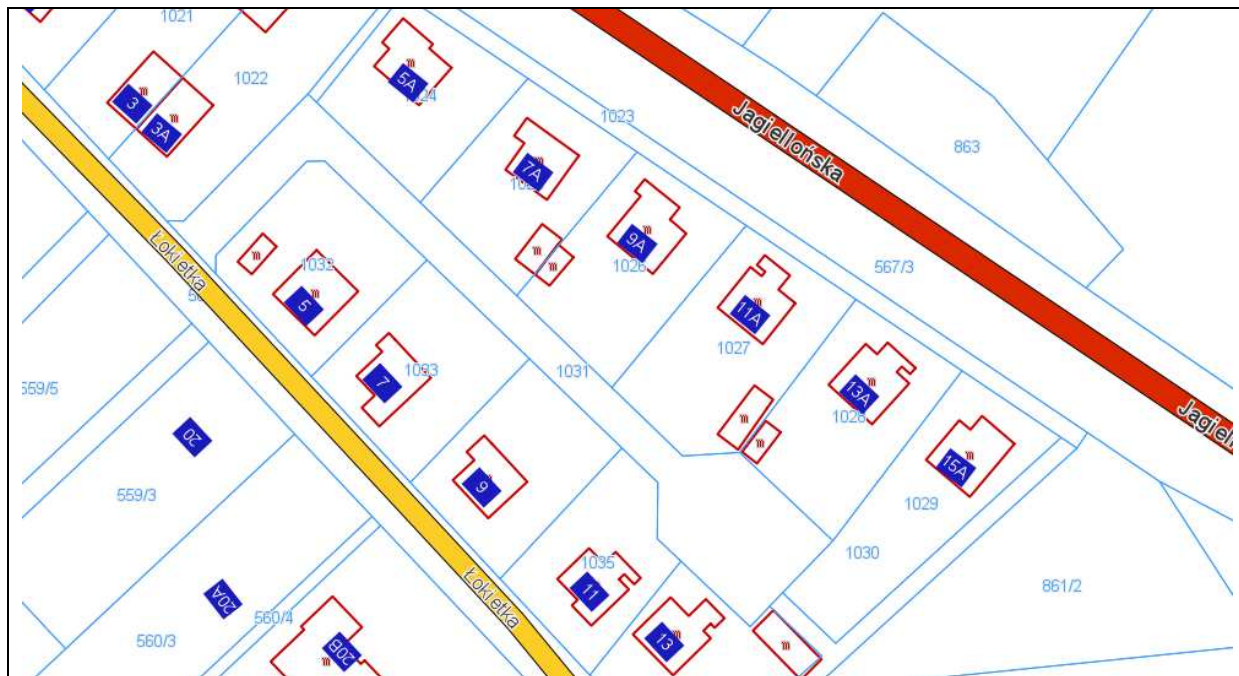 1021
1022
3
m
3A
m
m
5A
1023
Jagiellońska
863
m
7A
m
9A
1026
567/3
m
m
1032
m
m
5
Łokietka
m
11A
1027
m
13A
559/5
1033
7
1031
20
m
m
15A
m
559/3
9
1029
1030
861/2
1035
11
20A
560/3
560/4
20B
m
Łokietka
13
m
m